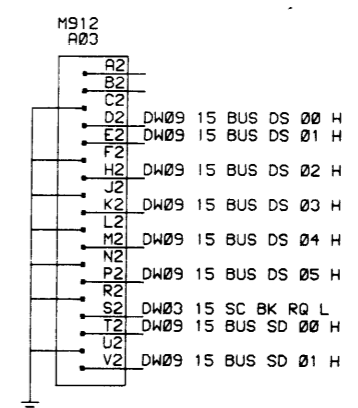 M912
A03
A2
B2
C2
D2 DW09 15 BUS DS 00 H
E2 DW09 15 BUS DS 01 H
F2
H2 DW09 15 BUS DS 02 H
J2
K2 DW09 15 BUS DS 03 H
L2
M2 DW09 15 BUS DS 04 H
N2
P2 DW09 15 BUS DS 05 H
R2
S2 DW03 15 SC BK RQ L
T2 DW09 15 BUS SD 00 H
U2
V2 DW09 15 BUS SD 01 H